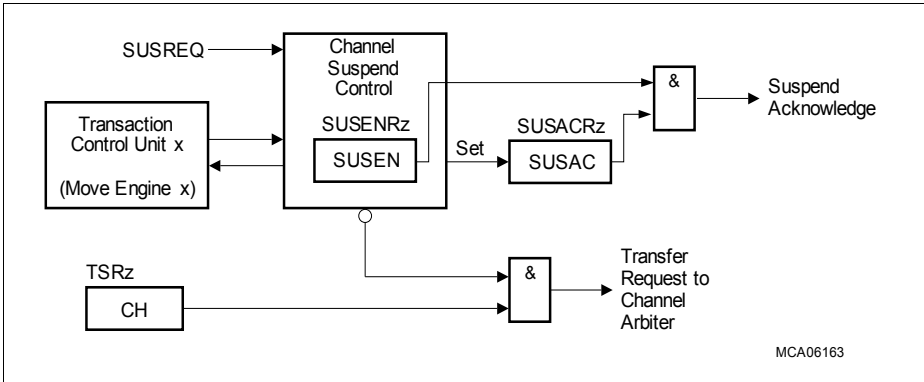 SUSREQ
Channel
Suspend
Control
Transaction
Control Unit x
(Move Engine x)
SUSENRz
SUSEN
Set
SUSACRz
SUSAC
&
Suspend
Acknowledge
TSRz
CH
&
Transfer
Request to
Channel
Arbiter
MCA06163